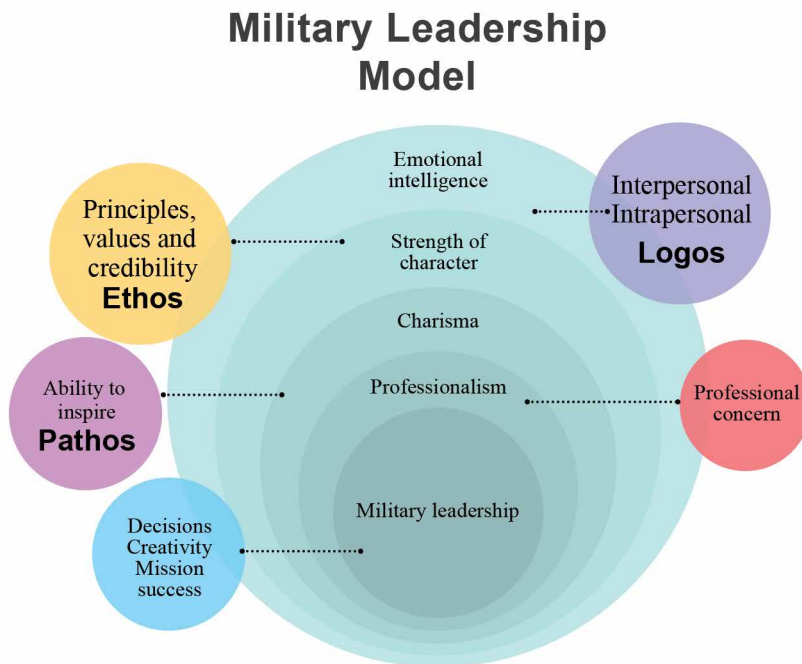 Military Leadership
Model
Emotional
intelligence
Interpersonal
Intrapersonal
Logos
Principles,
values and
credibility
Ethos
Strength of
character
Charisma
Ability to
inspire
Pathos
Professionalism
Professional
concern
Military leadership
Decisions
Creativity
Mission
success